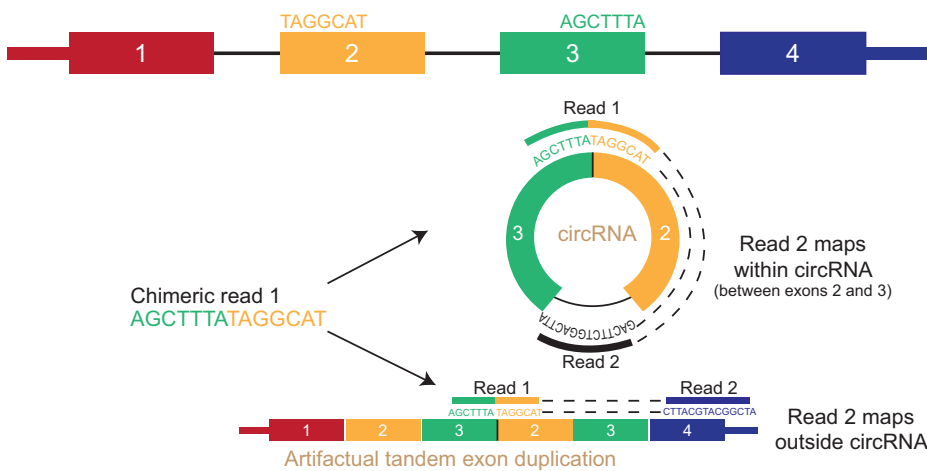 TAGGCAT
AGCTTTA
1
2
3
4
Read 1
AGCTTTATAGGCAT
3
circRNA
2
Read 2 maps
within circRNA
(between exons 2 and 3)
Chimeric read 1
AGCTTTATAGGCAT
GACTTCTGGACTTA
Read 2
Read 1
Read 2
AGCTTTA
TAGGCAT
CTTACGTACGGCTA
1
2
3
2
3
4
Read 2 maps
outside circRNA
Artifactual tandem exon duplication